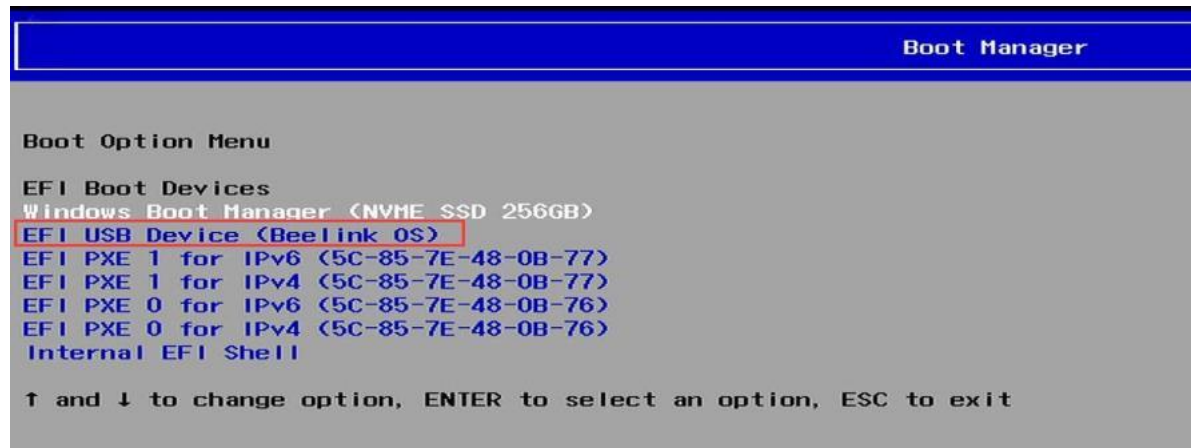 Boot Manager
Boot Option Menu
EFI Boot Devices
Windows Boot Manager (NVME SSD 256GB)
EFI USB Device (Beelink OS)
EFI PXE 1 for IPv6 (5C-85-7E-48-0B-77)
EFI PXE 1 for IPv4 (5C-85-7E-48-0B-77)
EFI PXE 0 for IPv6 (5C-85-7E-48-0B-76)
EFI PXE 0 for IPv4 (5C-85-7E-48-0B-76)
Internal EFI Shell
↑ and ↓ to change option, ENTER to select an option, ESC to exit